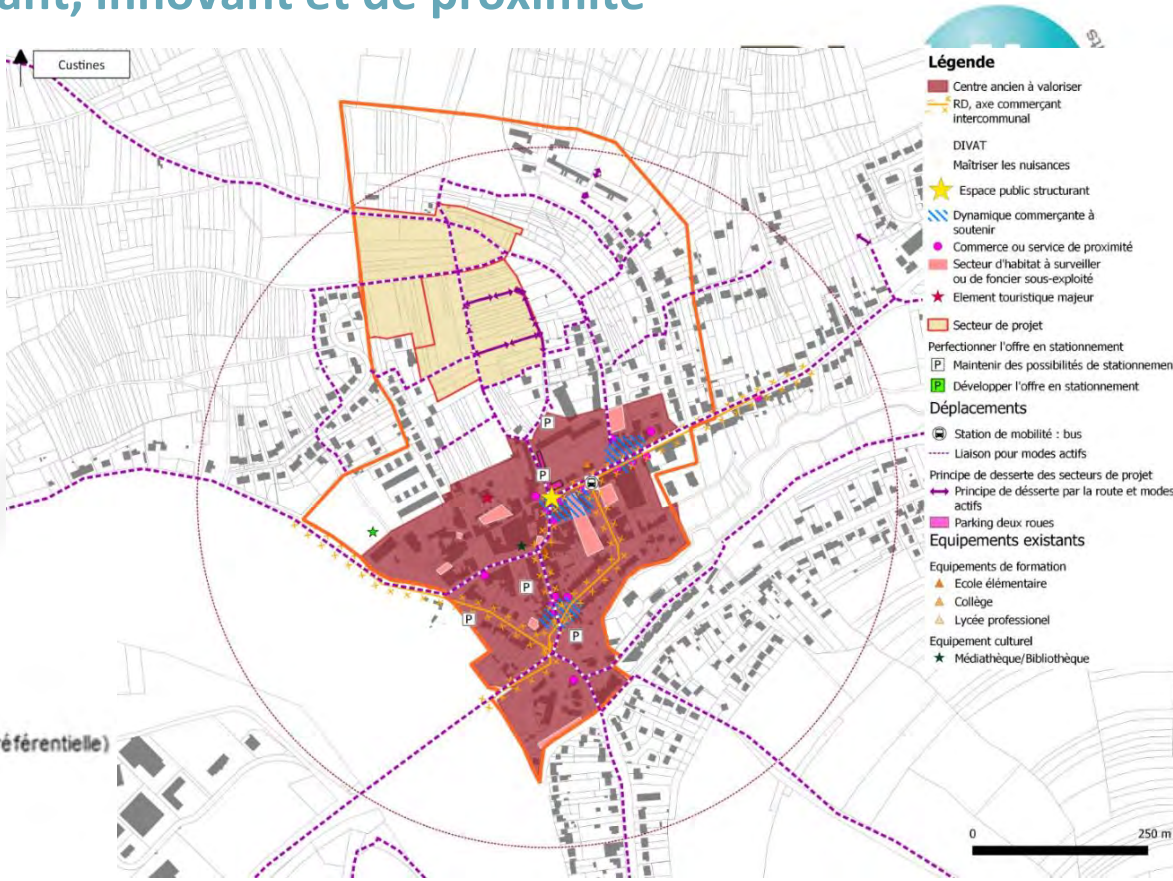 ant, innovant et de proximité
Custines
Légende
Centre ancien à valoriser
RD, axe commerçant
intercommunal
DIVAT
Maîtriser les nuisances
Espace public structurant
Dynamique commerçante à
soutenir
Commerce ou service de proximité
Secteur d'habitat à surveiller
ou de foncier sous-exploité
Element touristique majeur
Secteur de projet
Perfectionner l'offre en stationnement
P Maintenir des possibilités de stationnemen
P Développer l'offre en stationnement
Déplacements
Station de mobilité : bus
Liaison pour modes actifs
Principe de desserte des secteurs de projet
Principe de désserte par la route et modes
actifs
Parking deux roues
Equipements existants
Equipements de formation
Ecole élémentaire
Collège
Lycée professionel
Equipement culturel
Médiathèque/Bibliothèque
P
P
P
P
P
éférentielle)
0 250 m